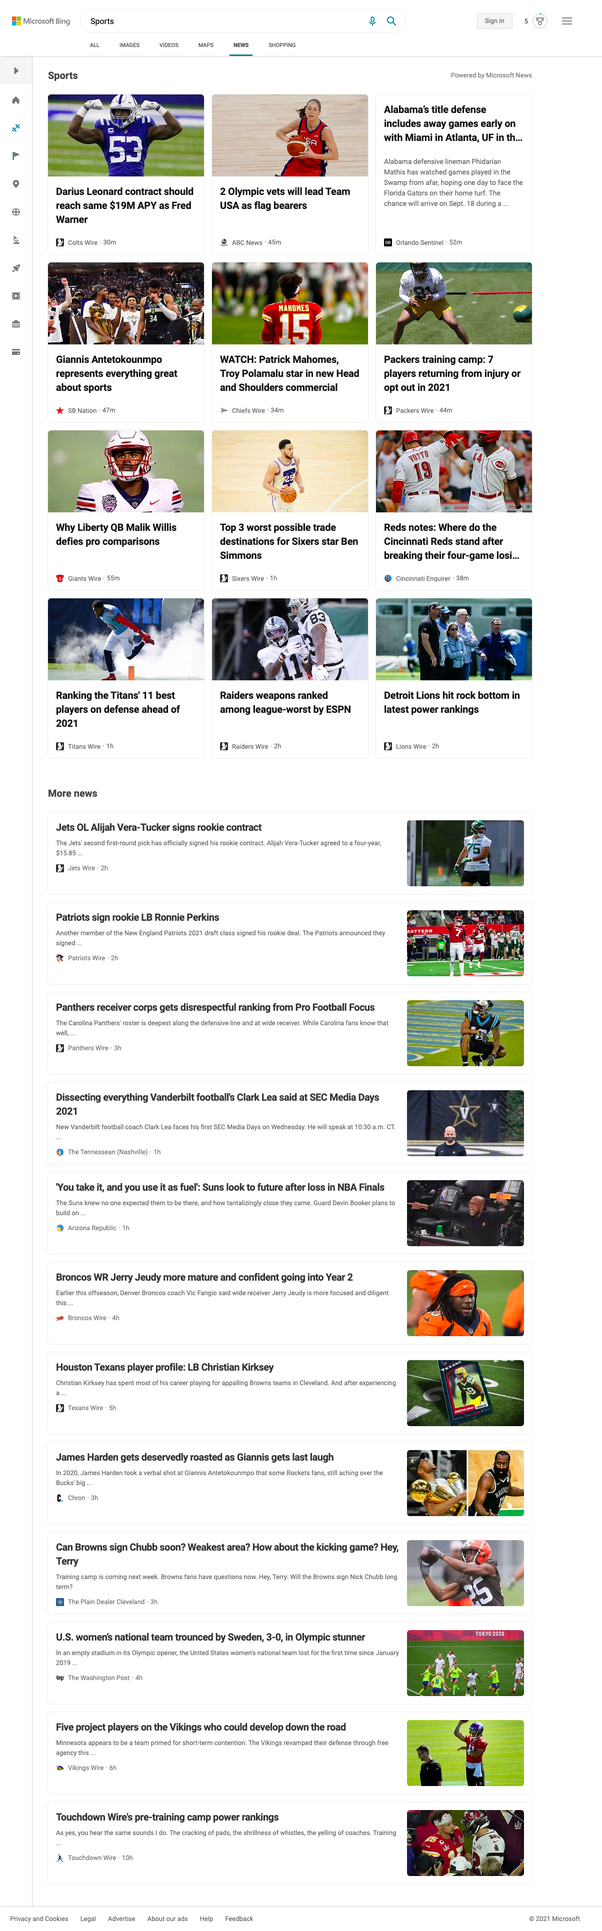 Microsoft Bing
Sports
Sign in
5
ALL
IMAGES
VIDEOS
MAPS
NEWS
SHOPPING
Sports
Powered by Microsoft News
53
Darius Leonard contract should
reach same $19M APY as Fred
Warner
Colts Wire · 30m
2 Olympic vets will lead Team
USA as flag bearers
ABC News · 45m
Alabama's title defense
includes away games early on
with Miami in Atlanta, UF in th...
Alabama defensive lineman Phidarian
Mathis has watched games played in the
Swamp from afar, hoping one day to face the
Florida Gators on their home turf. The
chance will arrive on Sept. 18 during a ...
Orlando Sentinel · 52m
34
Giannis Antetokounmpo
represents everything great
about sports
SB Nation · 47m
MAHOMES
15
WATCH: Patrick Mahomes,
Troy Polamalu star in new Head
and Shoulders commercial
Chiefs Wire · 34m
Packers training camp: 7
players returning from injury or
opt out in 2021
Packers Wire · 44m
Why Liberty QB Malik Willis
defies pro comparisons
Giants Wire · 55m
25
Top 3 worst possible trade
destinations for Sixers star Ben
Simmons
Sixers Wire · 1h
VOTTO
19
Reds notes: Where do the
Cincinnati Reds stand after
breaking their four-game losi...
Cincinnati Enquirer · 38m
Ranking the Titans' 11 best
players on defense ahead of
2021
Titans Wire · 1h
11
83
Raiders weapons ranked
among league-worst by ESPN
Raiders Wire · 2h
Detroit Lions hit rock bottom in
latest power rankings
Lions Wire · 2h
More news
Jets OL Alijah Vera-Tucker signs rookie contract
The Jets' second first-round pick has officially signed his rookie contract. Alijah Vera-Tucker agreed to a four-year,
$15.85 ...
Jets Wire · 2h
75
Patriots sign rookie LB Ronnie Perkins
Another member of the New England Patriots 2021 draft class signed his rookie deal. The Patriots announced they
signed ...
Patriots Wire · 2h
MATTERS
7
Panthers receiver corps gets disrespectful ranking from Pro Football Focus
The Carolina Panthers' roster is deepest along the defensive line and at wide receiver. While Carolina fans know that
well, ...
Panthers Wire · 3h
Dissecting everything Vanderbilt football's Clark Lea said at SEC Media Days
2021
New Vanderbilt football coach Clark Lea faces his first SEC Media Days on Wednesday. He will speak at 10:30 a.m. CT.
...
The Tennessean (Nashville) · 1h
'You take it, and you use it as fuel': Suns look to future after loss in NBA Finals
The Suns knew no one expected them to be there, and how tantalizingly close they came. Guard Devin Booker plans to
build on ...
Arizona Republic · 1h
Broncos WR Jerry Jeudy more mature and confident going into Year 2
Earlier this offseason, Denver Broncos coach Vic Fangio said wide receiver Jerry Jeudy is more focused and diligent
this ...
Broncos Wire · 4h
Houston Texans player profile: LB Christian Kirksey
Christian Kirksey has spent most of his career playing for appalling Browns teams in Cleveland. And after experiencing
a ...
Texans Wire · 5h
TEXANS
James Harden gets deservedly roasted as Giannis gets last laugh
In 2020, James Harden took a verbal shot at Giannis Antetokounmpo that some Rockets fans, still aching over the
Bucks' big ...
Chron · 3h
Can Browns sign Chubb soon? Weakest area? How about the kicking game? Hey,
Terry
Training camp is coming next week. Browns fans have questions now. Hey, Terry: Will the Browns sign Nick Chubb long
term?
The Plain Dealer Cleveland · 3h
25
U.S. women's national team trounced by Sweden, 3-0, in Olympic stunner
In an empty stadium in its Olympic opener, the United States women's national team lost for the first time since January
2019 ...
The Washington Post · 4h
TOKYO 2020
Five project players on the Vikings who could develop down the road
Minnesota appears to be a team primed for short-term contention. The Vikings revamped their defense through free
agency this ...
Vikings Wire · 6h
Touchdown Wire's pre-training camp power rankings
As yes, you hear the same sounds I do. The cracking of pads, the shrillness of whistles, the yelling of coaches. Training
...
Touchdown Wire · 10h
Privacy and Cookies
Legal
Advertise
About our ads
Help
Feedback
© 2021 Microsoft